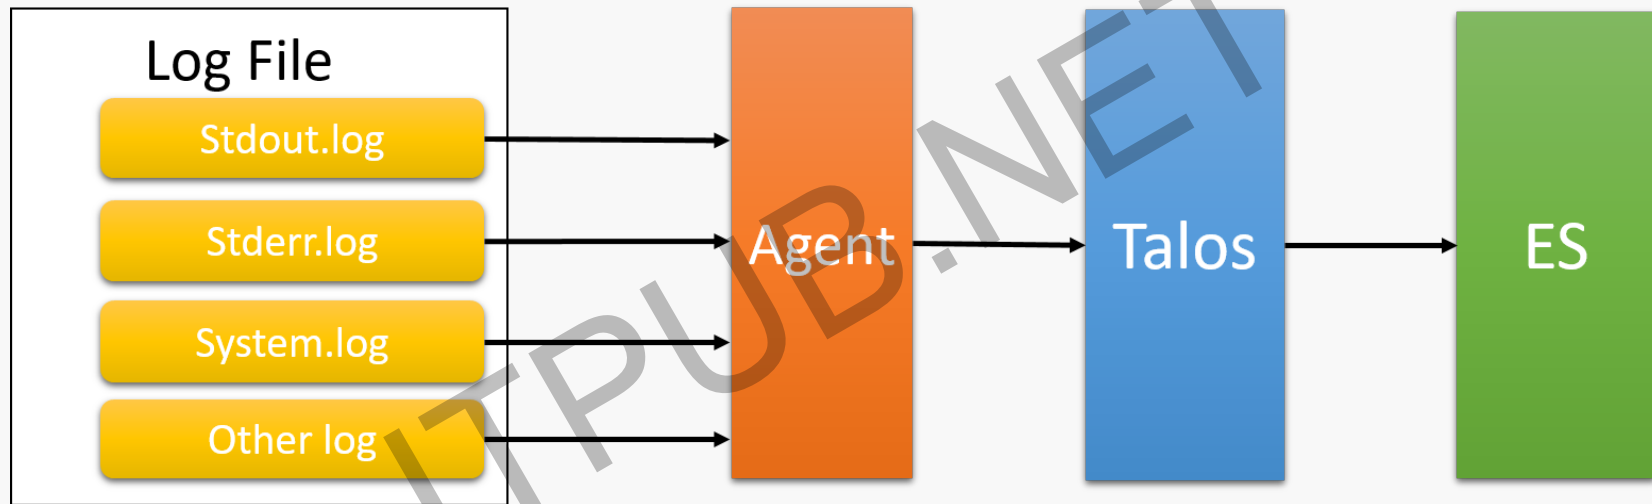 Log File
Stdout.log
Stderr.log
System.log
Other log
Agent
Talos
ES
ITPUB.NET